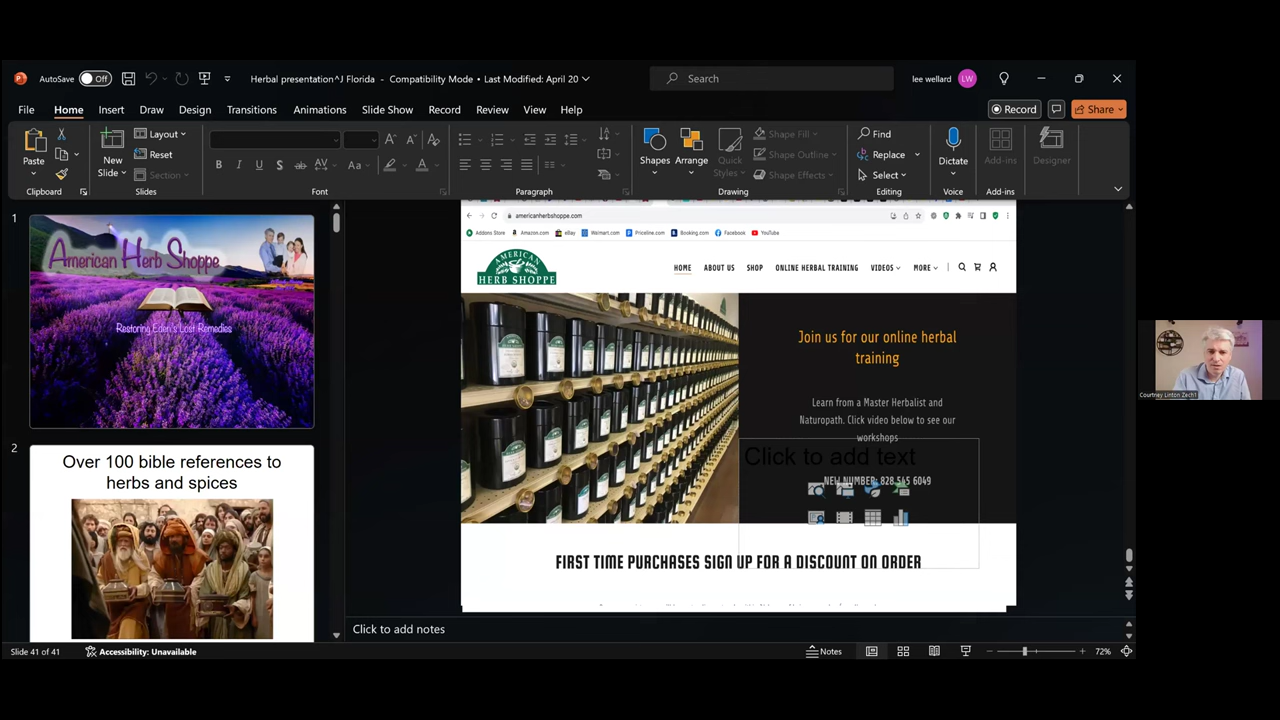 AutoSave Off
Herbal presentation^J Florida - Compatibility Mode • Last Modified: April 20
Search
lee wellard LW
File Home Insert Draw Design Transitions Animations Slide Show Record Review View Help
Record
Share
Paste
Clipboard
New Slide
Layout
Reset
Section
Slides
B I U S ab AV Aa A
Font
Paragraph
Shapes
Arrange
Quick Styles
Shape Fill
Shape Outline
Shape Effects
Drawing
Find
Replace
Select
Editing
Dictate
Voice
Add-ins
Add-ins
Designer
1
American Herb Shoppe
Restoring Eden's Lost Remedies
2
Over 100 bible references to
herbs and spices
americanherbshoppe.com
Addons Store Amazon.com eBay Walmart.com Priceline.com Booking.com Facebook YouTube
AMERICAN
HERB SHOPPE
HOME ABOUT US SHOP ONLINE HERBAL TRAINING VIDEOS MORE
Join us for our online herbal
training
Learn from a Master Herbalist and
Naturopath. Click video below to see our
workshops
Click to add text
NEW NUMBER: 828 545 6049
FIRST TIME PURCHASES SIGN UP FOR A DISCOUNT ON ORDER
Click to add notes
Slide 41 of 41
Accessibility: Unavailable
Notes
72%
Courtney Linton Zech1